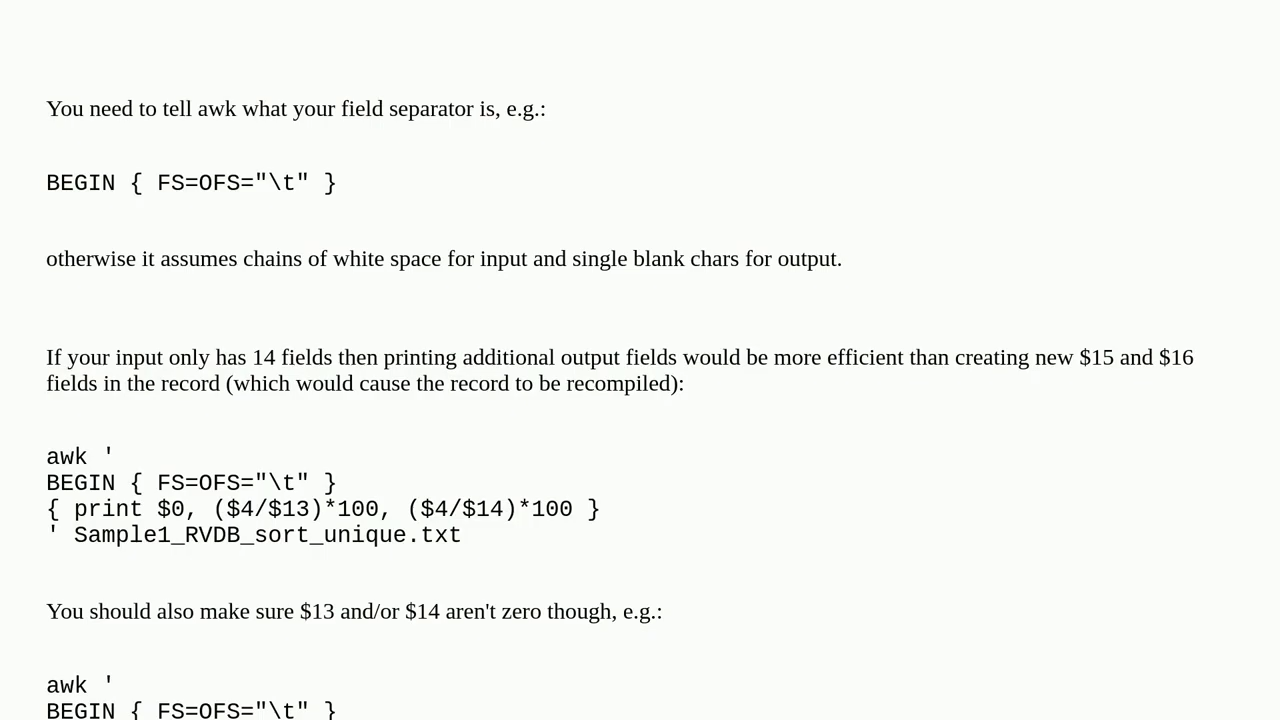 You need to tell awk what your field separator is, e.g.:
BEGIN { FS=OFS="\t" }
otherwise it assumes chains of white space for input and single blank chars for output.
If your input only has 14 fields then printing additional output fields would be more efficient than creating new $15 and $16
fields in the record (which would cause the record to be recompiled):
awk '
BEGIN { FS=OFS="\t" }
{ print $0, ($4/$13)*100, ($4/$14)*100 }
' Sample1_RVDB_sort_unique.txt
You should also make sure $13 and/or $14 aren't zero though, e.g.:
awk '
BEGIN { FS=OFS="\t" }